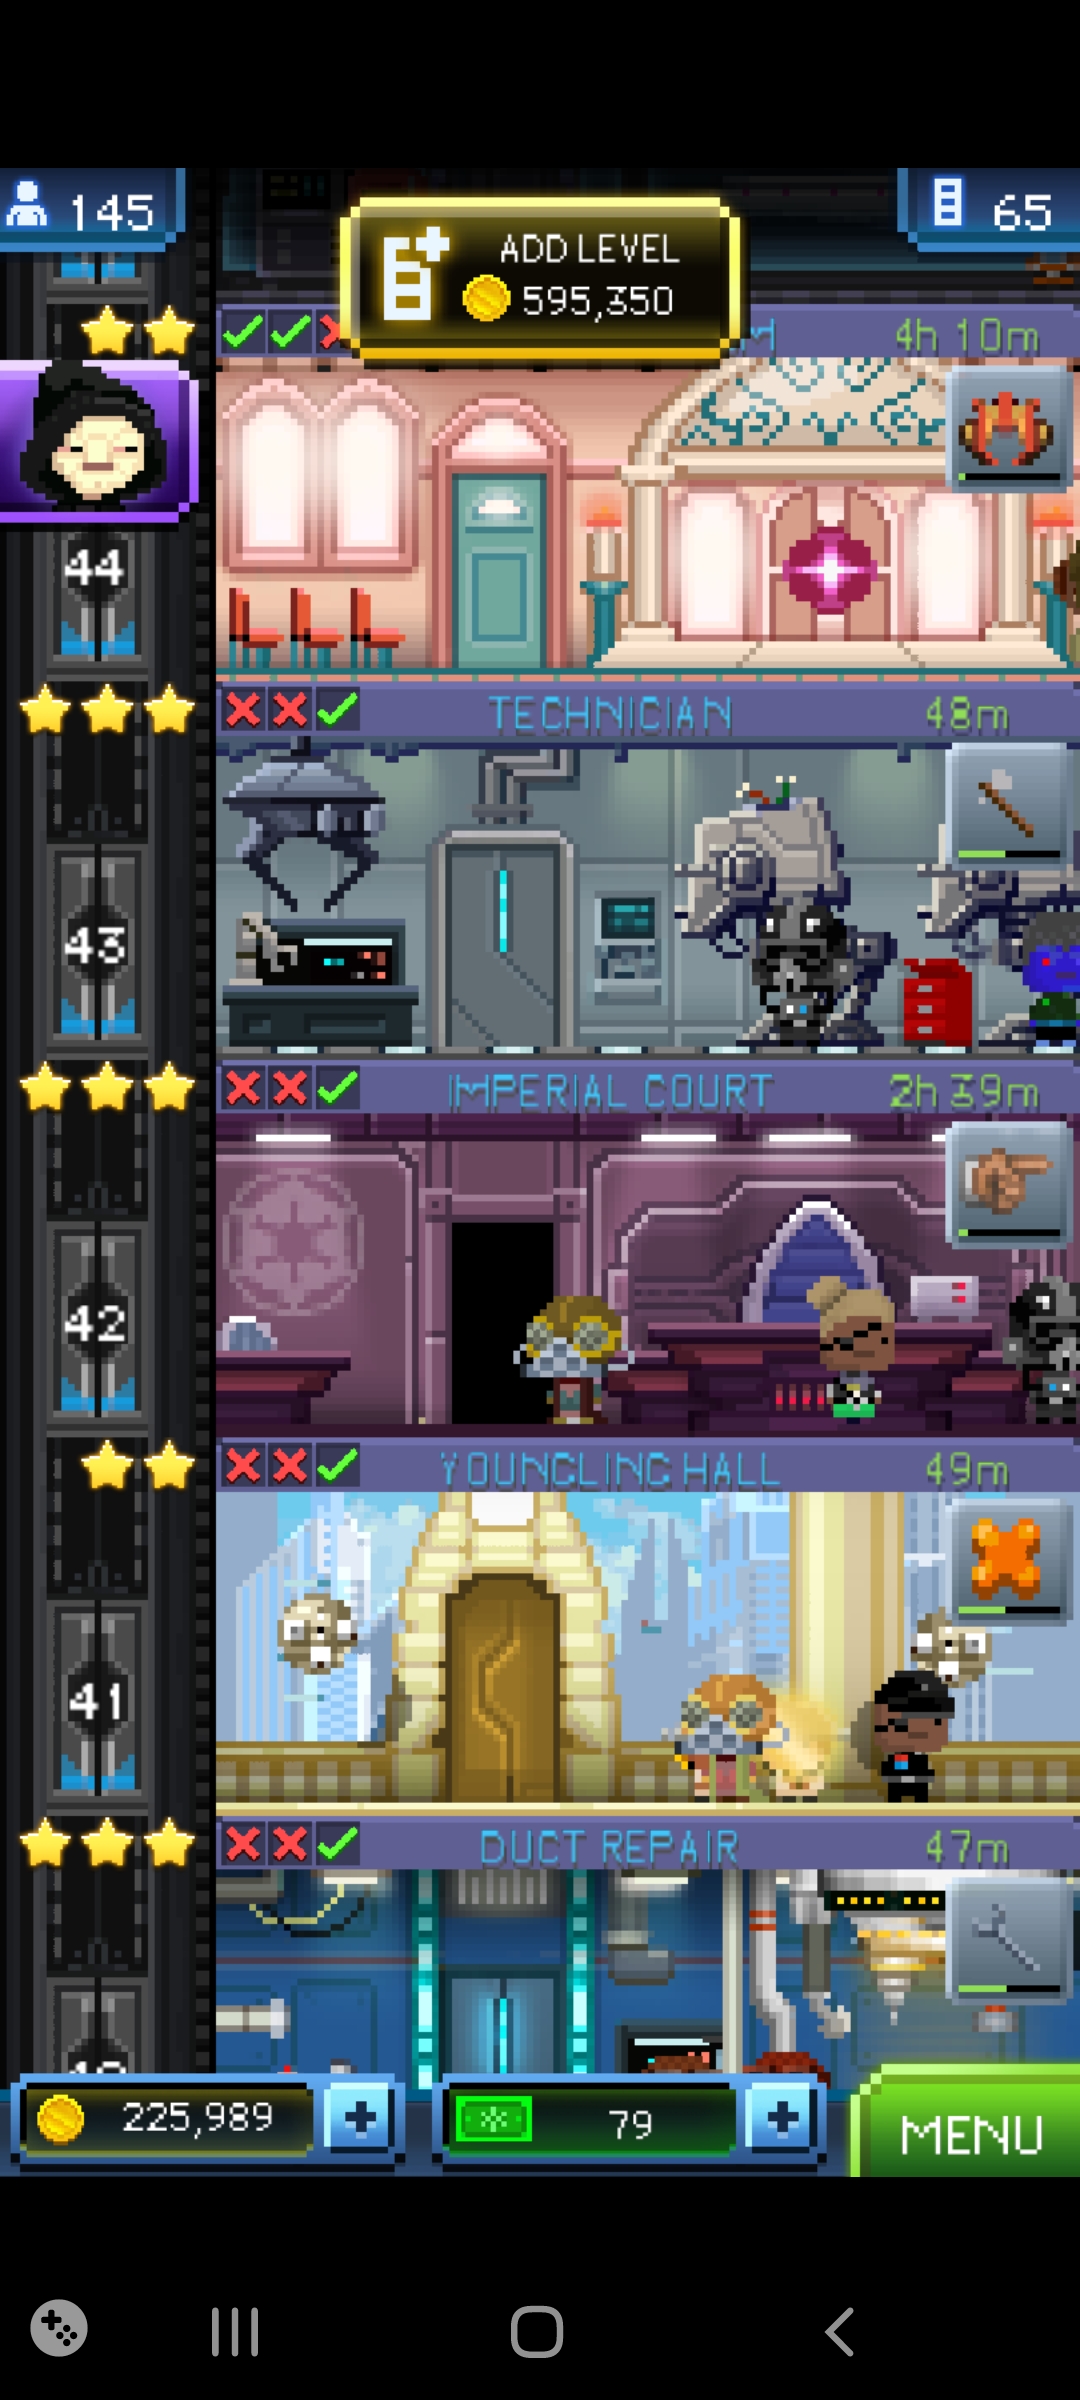 145
65
ADD LEVEL
595,350
4h 10m
44
TECHNICIAN
48m
43
IMPERIAL COURT
2h 39m
42
YOUNGLING HALL
49m
41
DUCT REPAIR
47m
225,989
79
MENU